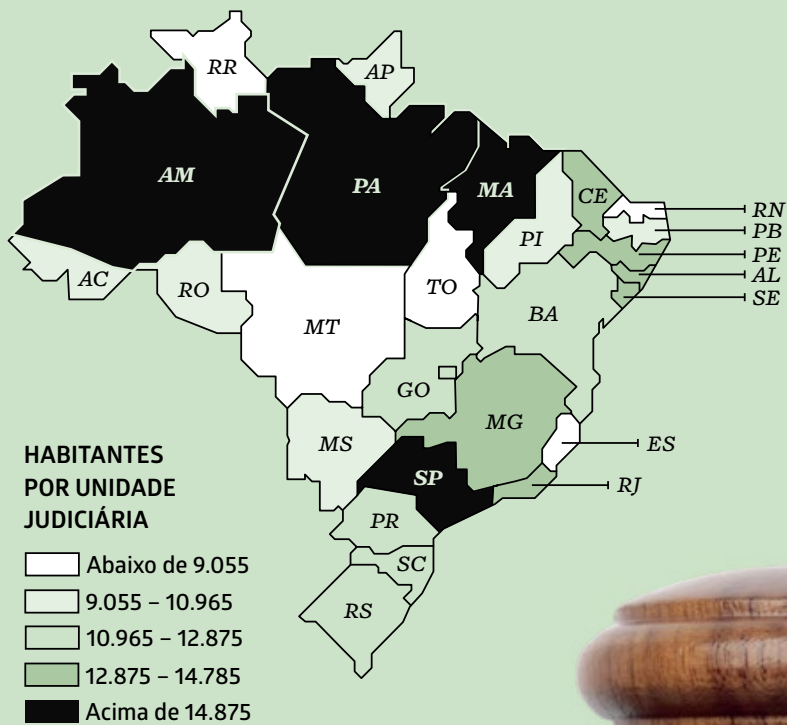 RR
AP
AM
PA
MA
CE
RN
PB
PI
PE
AC
AL
RO
TO
SE
BA
MT
GO
MG
MS
ES
SP
RJ
PR
SC
RS
HABITANTES
POR UNIDADE
JUDICIÁRIA
Abaixo de 9.055
9.055 – 10.965
10.965 – 12.875
12.875 – 14.785
Acima de 14.875